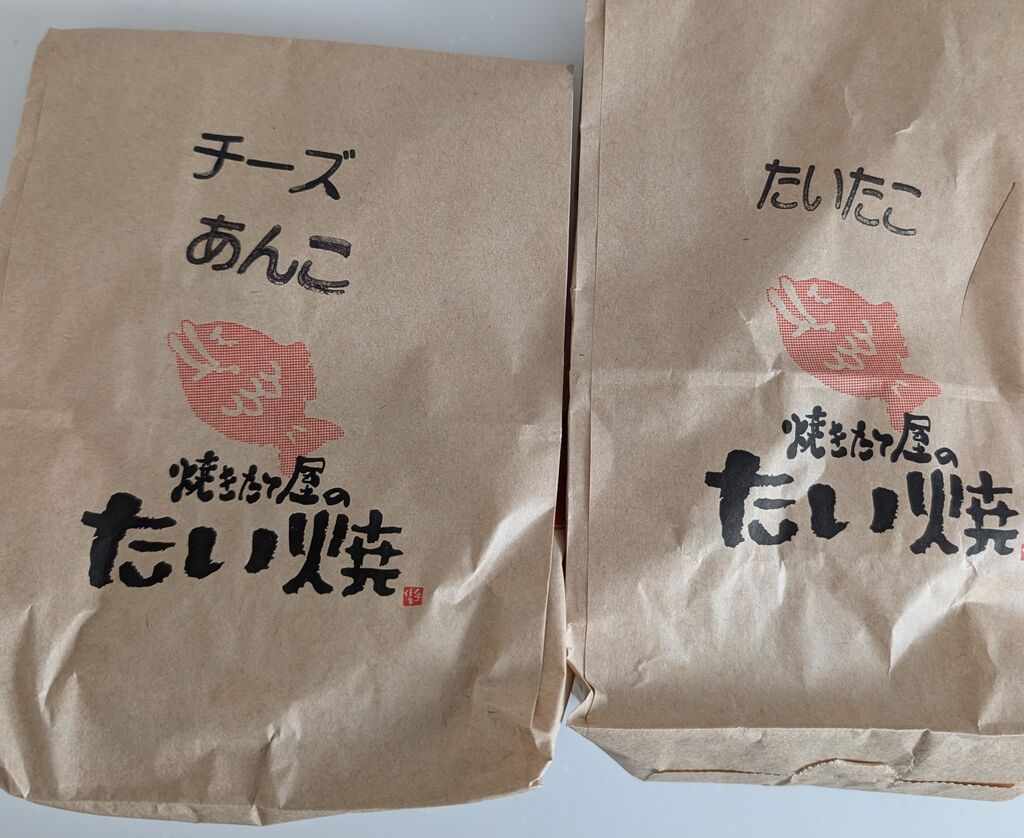 チーズ
あんこ
焼きたて屋の
たい焼
たいたこ
焼きたて屋の
たい焼